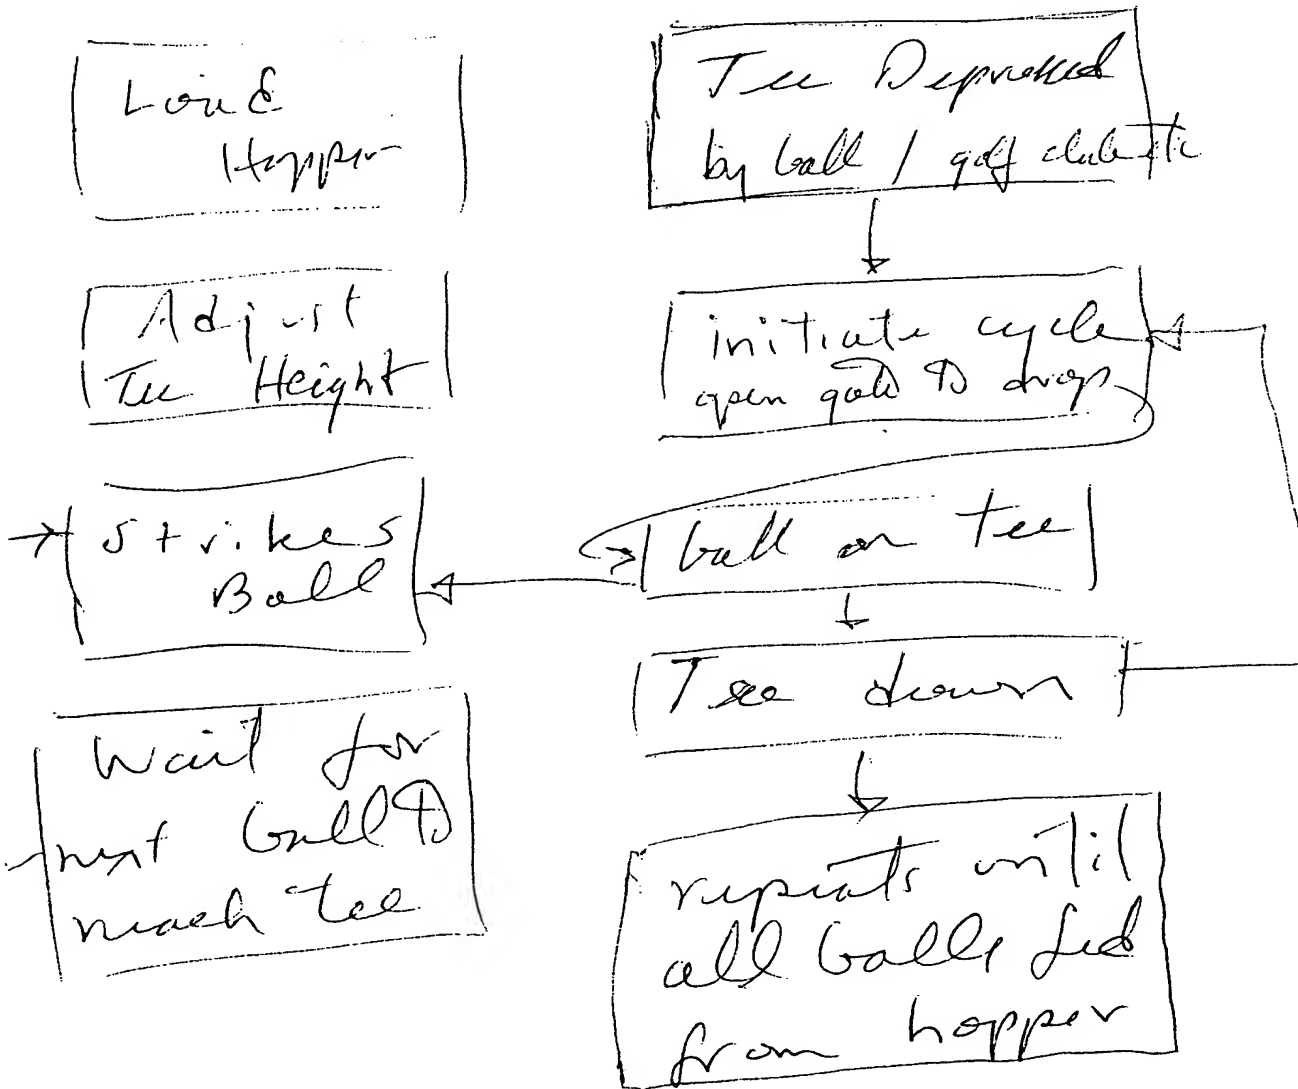 Load
Hopper
Adjust
Tee Height
Strikes
Ball
Wait for
next ball to
reach tee
Tee Depressed
by ball / golf club etc
initiate cycle
open gate to drop
ball on tee
Tee down
repeats until
all balls fed
from hopper